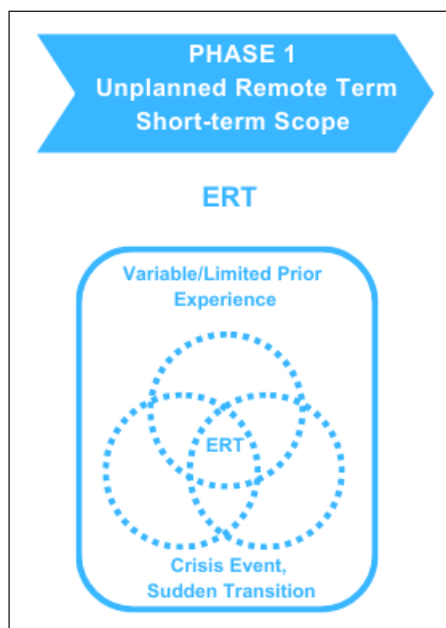 PHASE 1
Unplanned Remote Term
Short-term Scope
ERT
Variable/Limited Prior
Experience
ERT
Crisis Event,
Sudden Transition